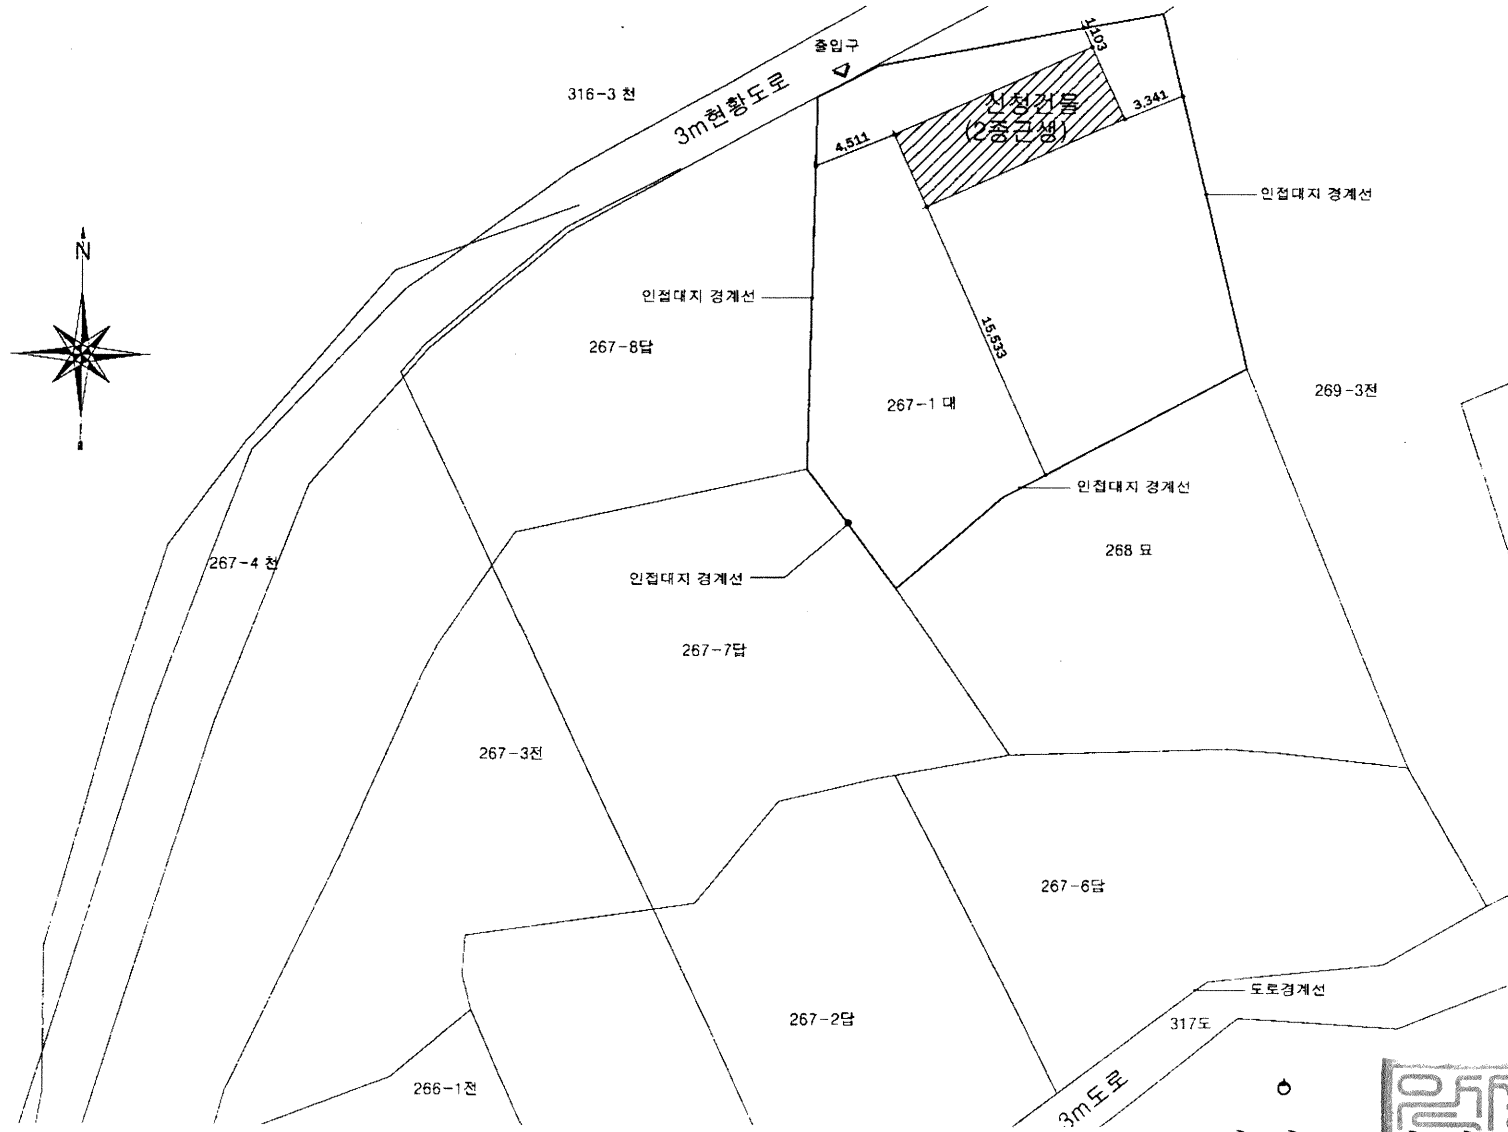 출입구
1,103
316-3 천
3m현황도로
신청건물
(2종근생)
3,341
4,511
인접대지 경계선
N
인접대지 경계선
15,533
267-8답
269-3전
267-1 대
인접대지 경계선
268 묘
267-4 천
인접대지 경계선
267-7답
267-3전
267-6답
도로경계선
267-2답
317도
266-1전
3m도로